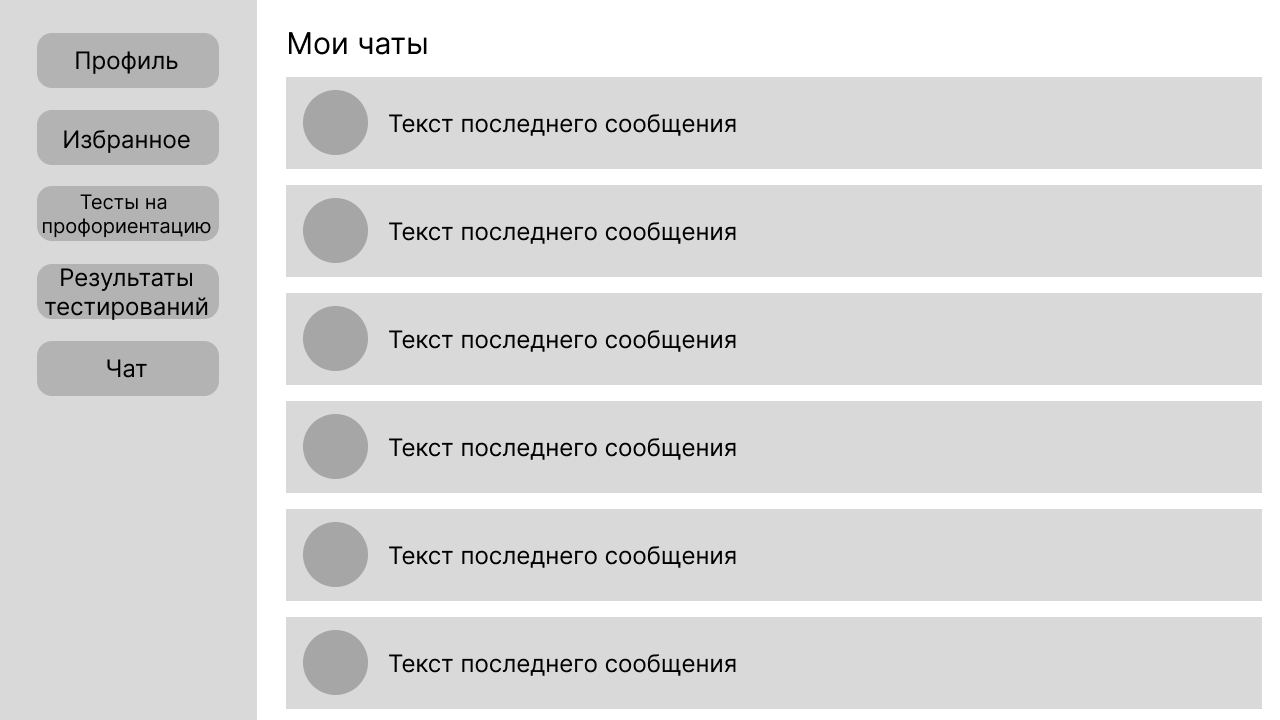 Профиль
Избранное
Тесты на
профориентацию
Результаты
тестирований
Чат
Мои чаты
Текст последнего сообщения
Текст последнего сообщения
Текст последнего сообщения
Текст последнего сообщения
Текст последнего сообщения
Текст последнего сообщения